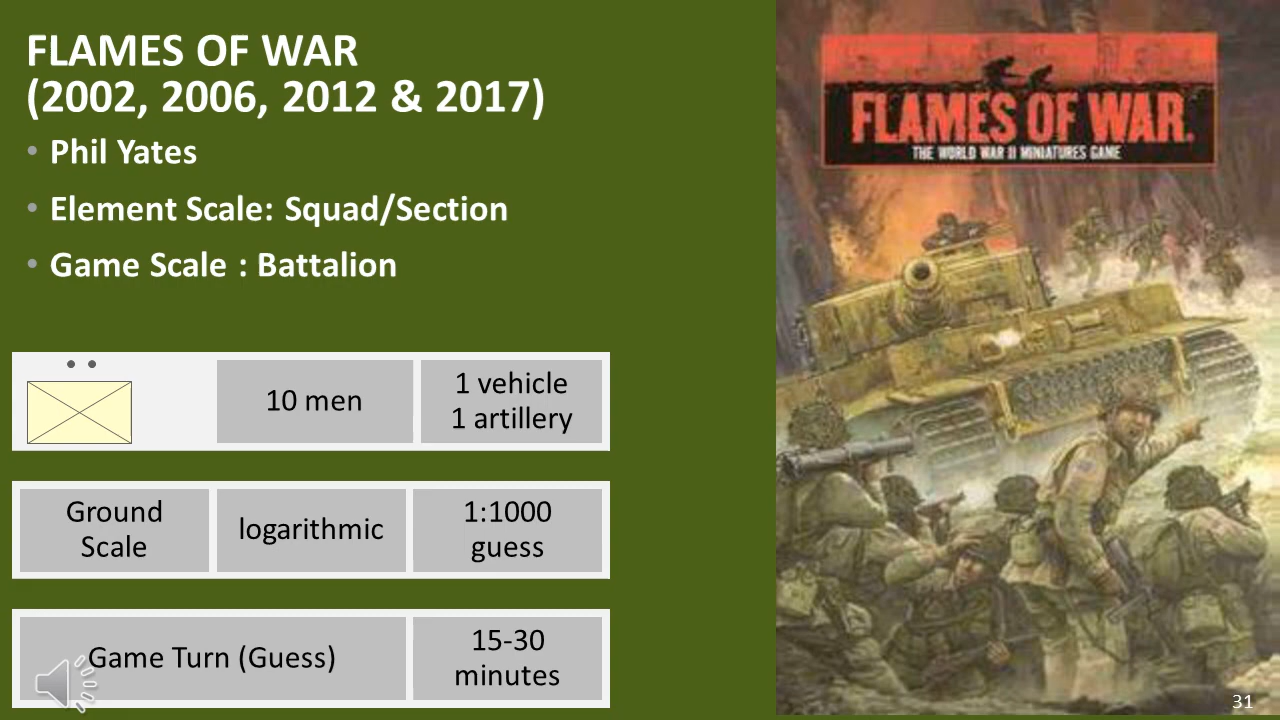 FLAMES OF WAR
(2002, 2006, 2012 & 2017)
• Phil Yates
• Element Scale: Squad/Section
• Game Scale : Battalion
10 men
1 vehicle
1 artillery
Ground
Scale
logarithmic
1:1000
guess
Game Turn (Guess)
15-30
minutes
FLAMES OF WAR.
THE WORLD WAR II MINIATURES GAME
31